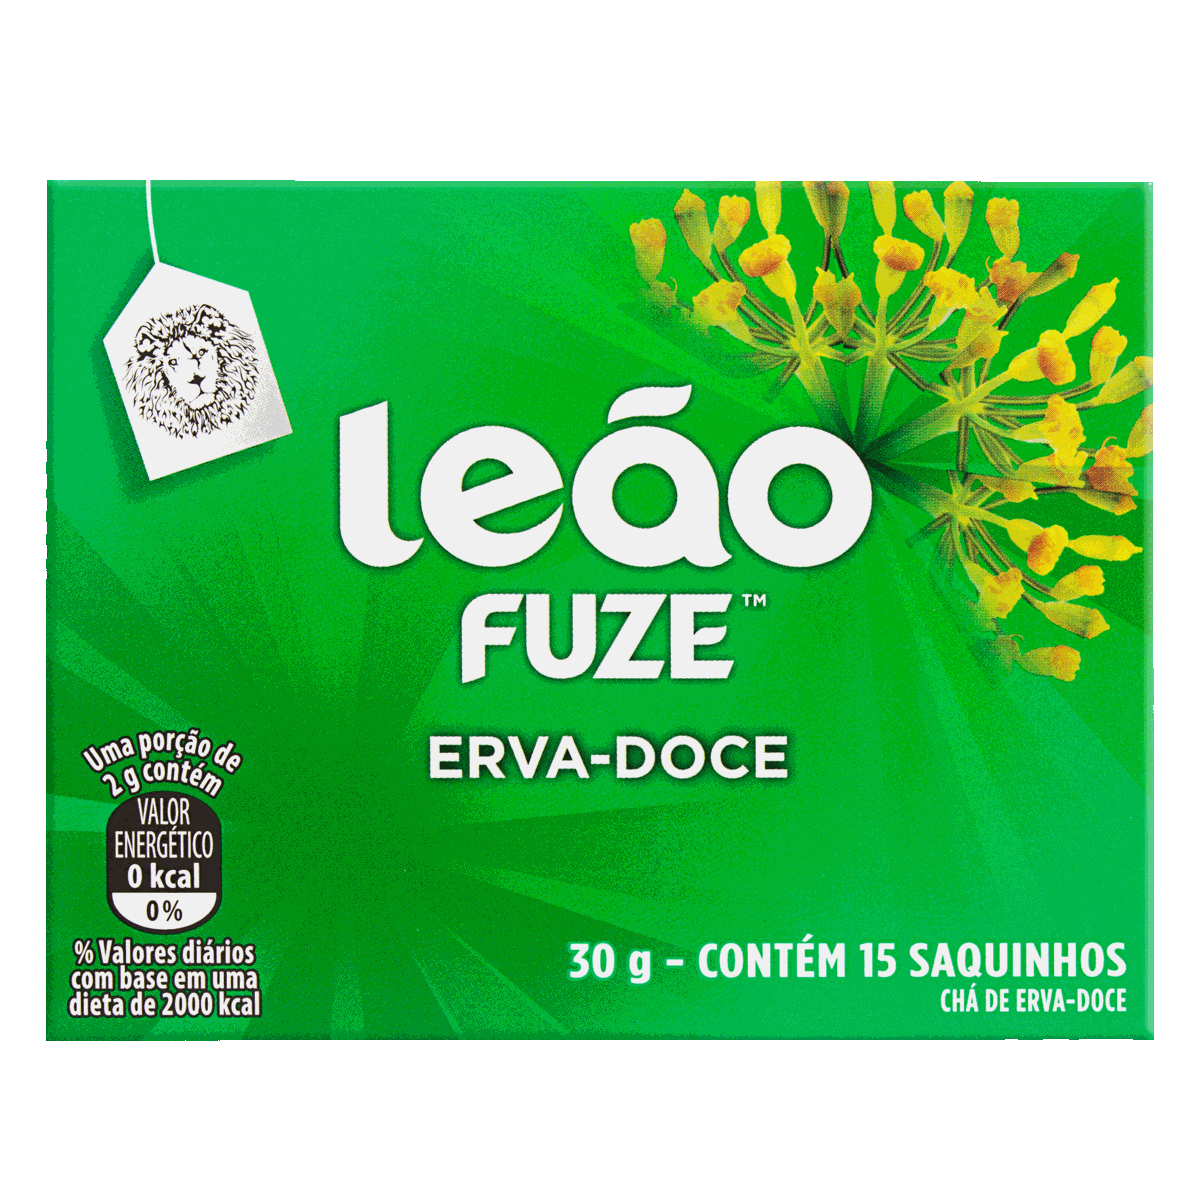 leão
FUZE™
ERVA-DOCE
Uma porção de
2 g contém
VALOR
ENERGÉTICO
0 kcal
0%
% Valores diários
com base em uma
dieta de 2000 kcal
30 g - CONTÉM 15 SAQUINHOS
CHÁ DE ERVA-DOCE